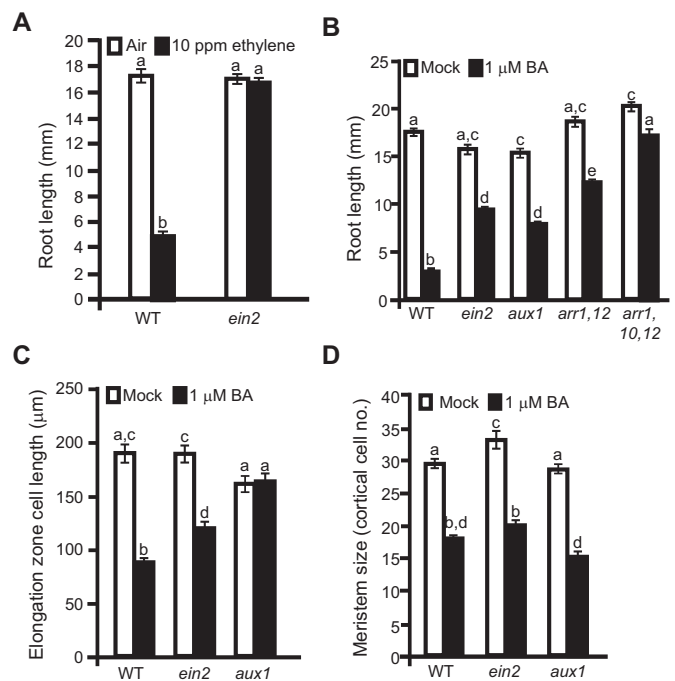 A
Air 10 ppm ethylene
Root length (mm)
20
18
16
14
12
10
8
6
4
2
0
a
b
a
a
WT
ein2
B
Mock 1 μM BA
Root length (mm)
25
20
15
10
5
0
a
b
a,c
d
c
d
a,c
e
c
a
WT
ein2
aux1
arr1,12
arr1,
10,12
C
Mock 1 μM BA
Elongation zone cell length (μm)
250
200
150
100
50
0
a,c
b
c
d
a
a
WT
ein2
aux1
D
Mock 1 μM BA
Meristem size (cortical cell no.)
40
35
30
25
20
15
10
5
0
a
b,d
c
b
a
d
WT
ein2
aux1